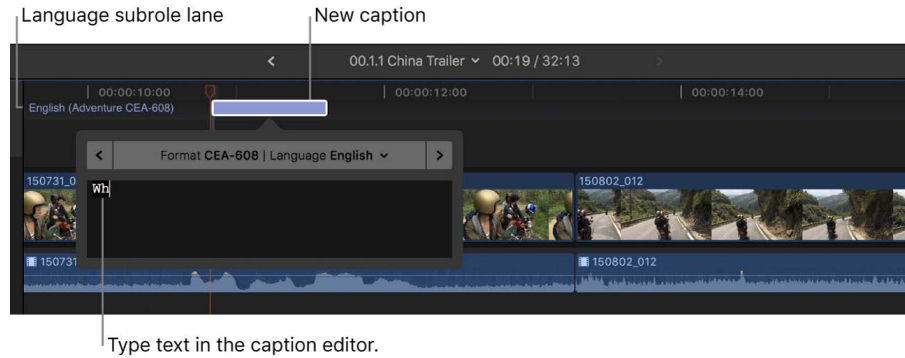 Language subrole lane
New caption
00.1.1 China Trailer 00:19 / 32:13
00:00:10:00 00:00:12:00 00:00:14:00
English (Adventure CEA-608)
Format CEA-608 | Language English
150731_0 150802_012
Wh
150731 150802_012
Type text in the caption editor.